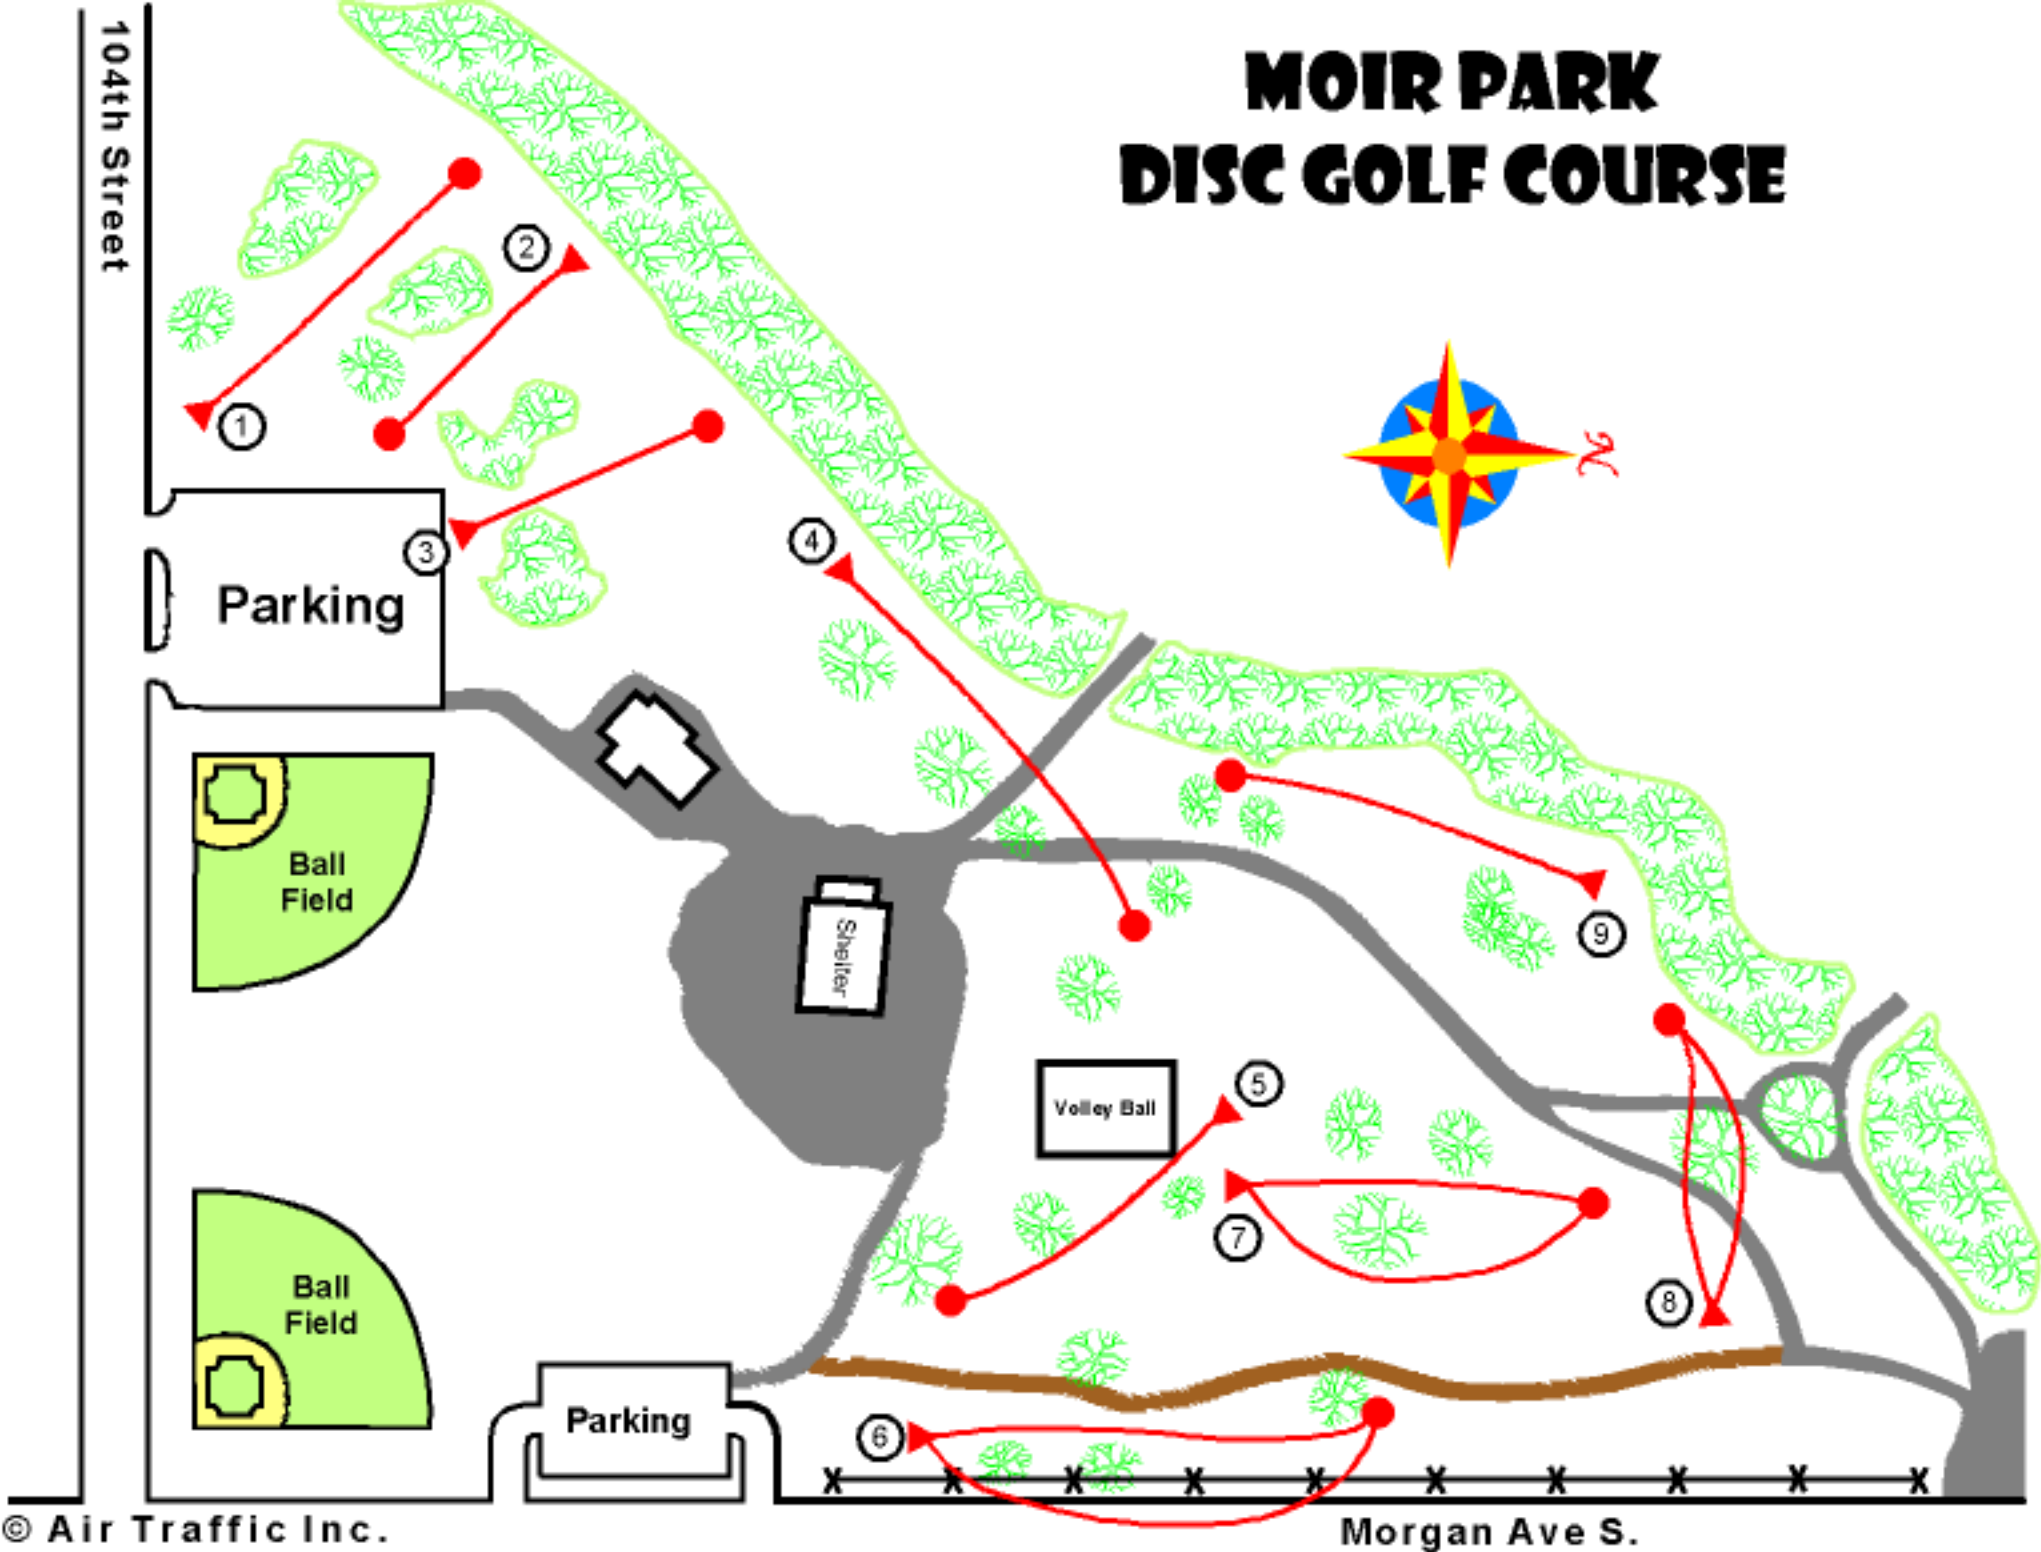 MOIR PARK
DISC GOLF COURSE
104th Street
2
1
N
3
4
Parking
Ball
Field
Shelter
9
5
Volley Ball
7
Ball
Field
8
Parking
6
X X X X X X X X X X
© Air Traffic Inc.
Morgan Ave S.